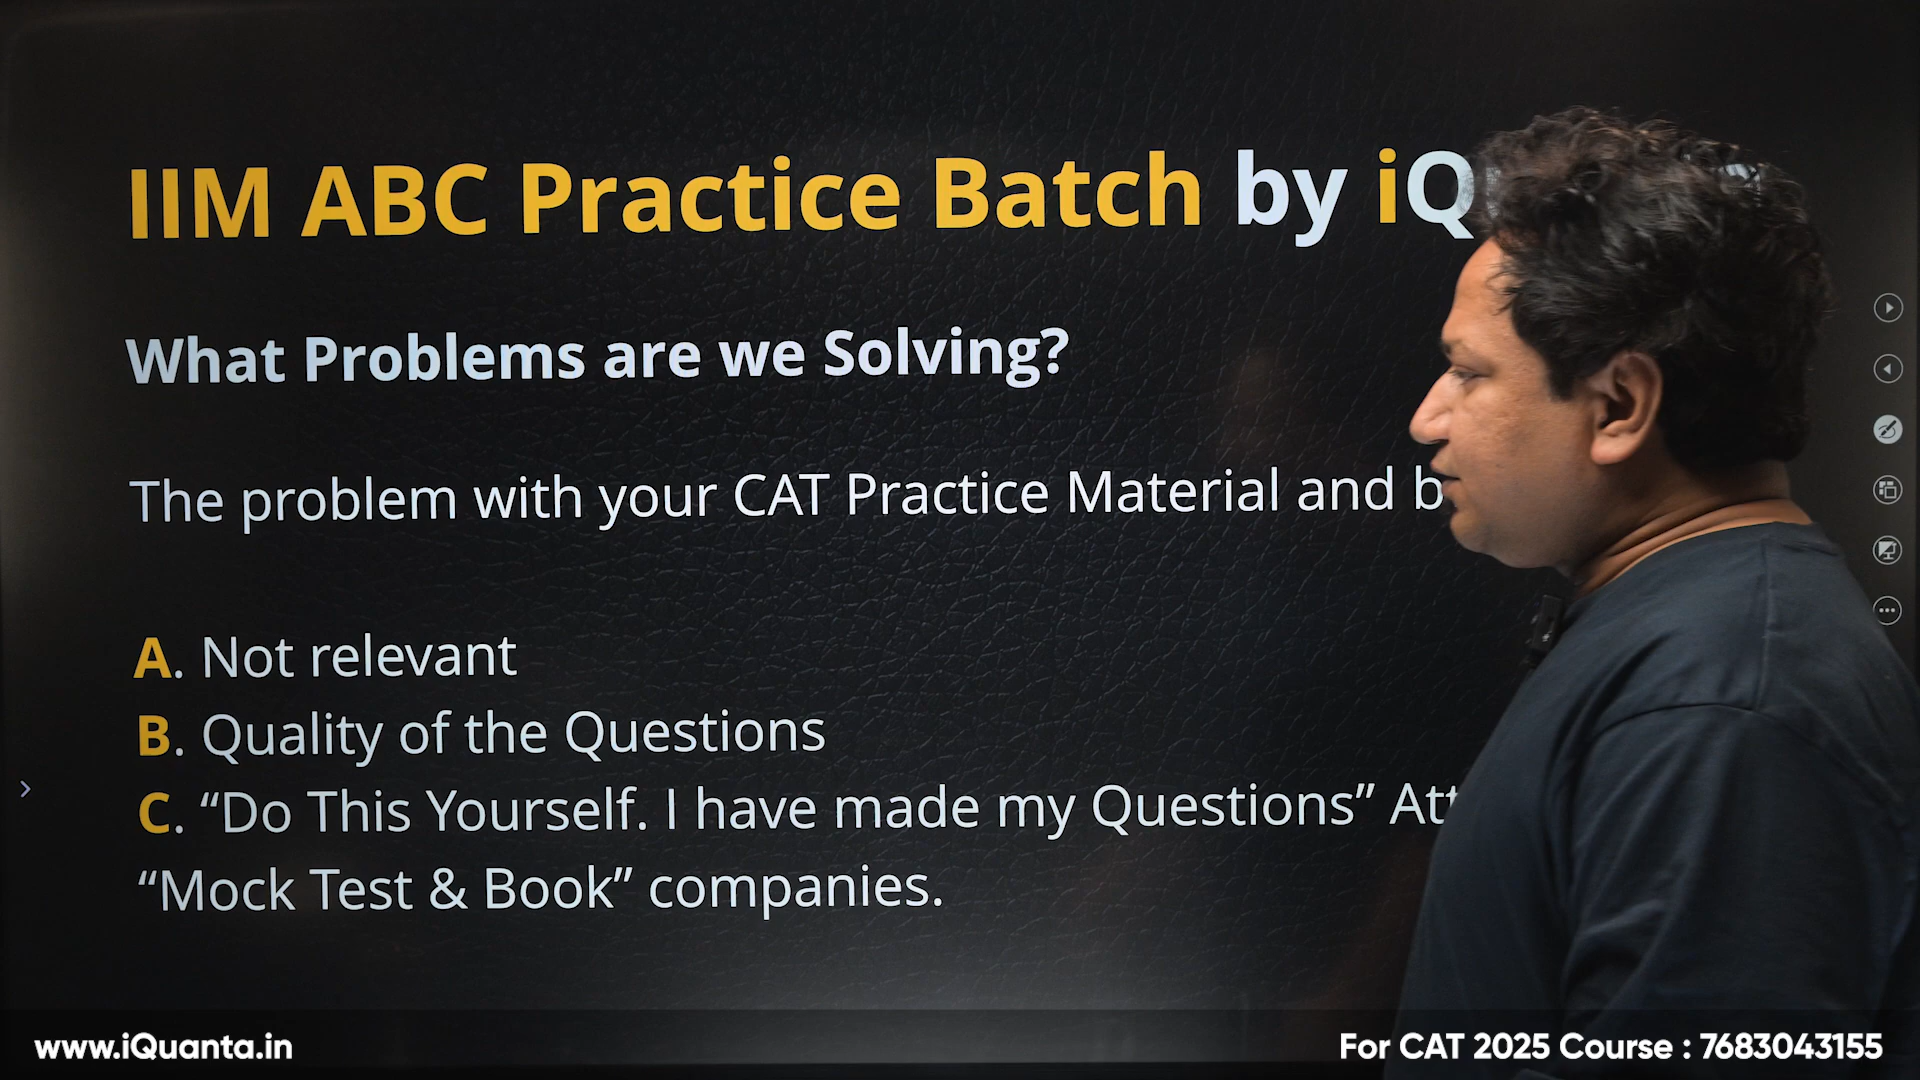 IIM ABC Practice Batch by iQ
What Problems are we Solving?
The problem with your CAT Practice Material and
A. Not relevant
B. Quality of the Questions
C. “Do This Yourself. I have made my Questions”
“Mock Test & Book” companies.
www.iQuanta.in
For CAT 2025 Course : 7683043155